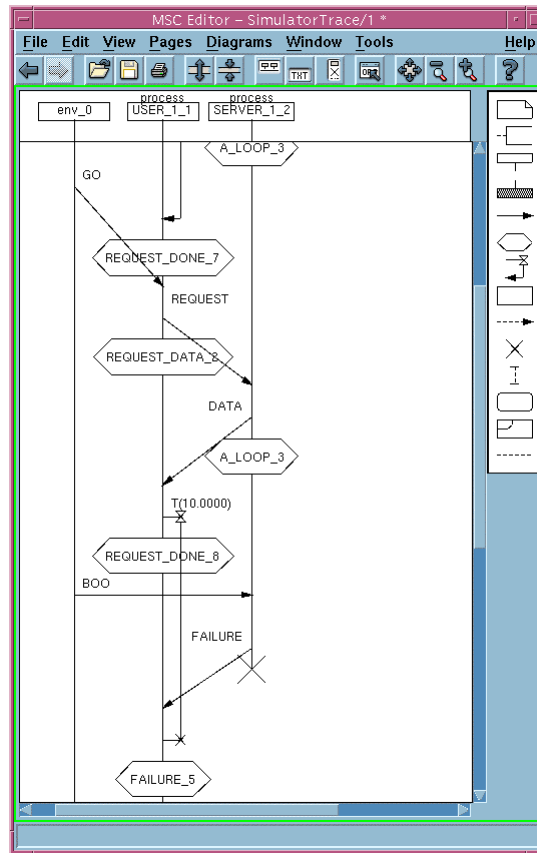 MSC Editor – SimulatorTrace/1 *
File Edit View Pages Diagrams Window Tools Help
TXT
process process
env_0 USER_1_1 SERVER_1_2
A_LOOP_3
GO
REQUEST_DONE_7
REQUEST
REQUEST_DATA_2
DATA
A_LOOP_3
T(10.0000)
REQUEST_DONE_8
BOO
FAILURE
FAILURE_5